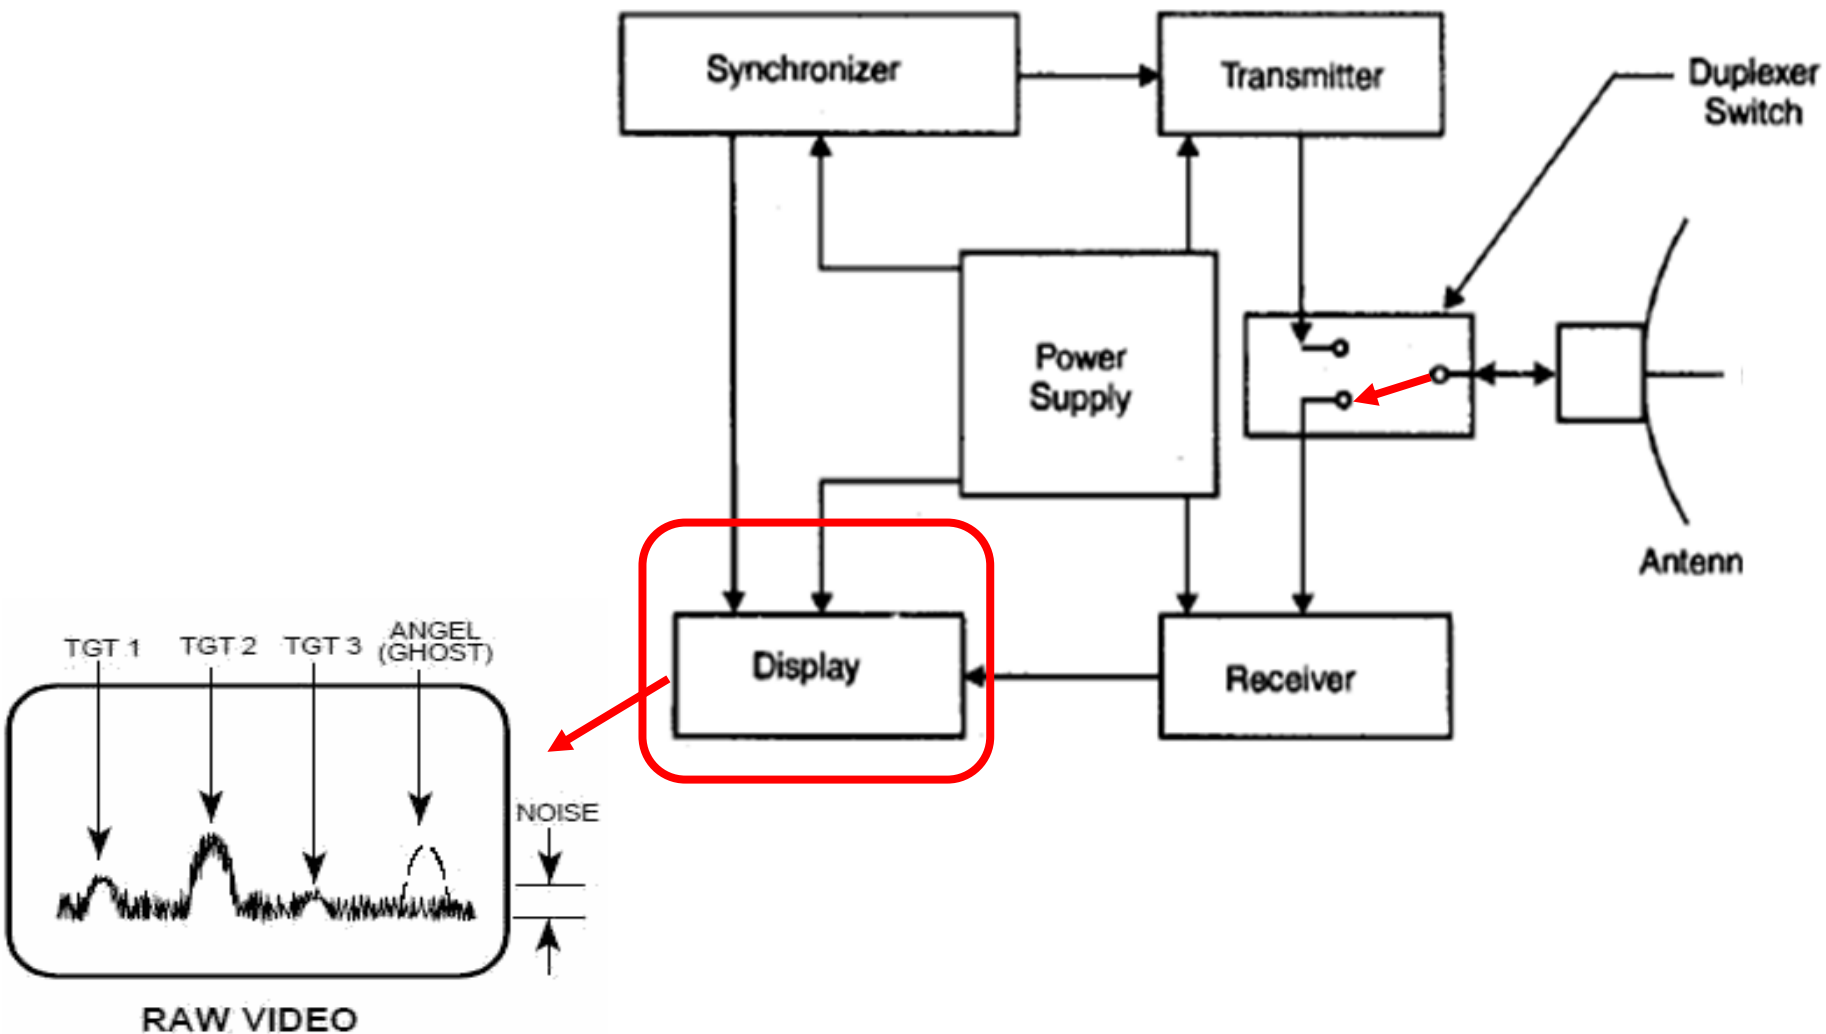 Synchronizer
Transmitter
Duplexer
Switch
Power
Supply
Antenn
Display
Receiver
TGT 1
TGT 2
TGT 3
ANGEL
(GHOST)
NOISE
RAW VIDEO